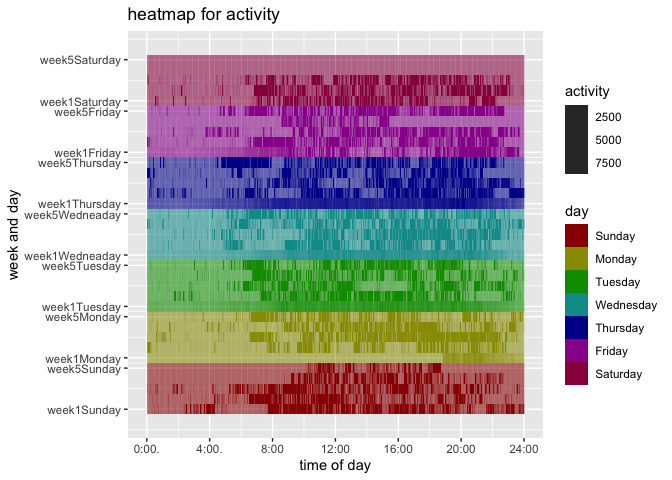 heatmap for activity
week5Saturday
week1Saturday
week5Friday
week1Friday
week5Thursday
week1Thursday
week5Wedneaday
week1Wedneaday
week5Tuesday
week1Tuesday
week5Monday
week1Monday
week5Sunday
week1Sunday
week and day
0:00.
4:00.
8:00.
12:00
16:00
20:00
24:00
time of day
activity
2500
5000
7500
day
Sunday
Monday
Tuesday
Wednesday
Thursday
Friday
Saturday